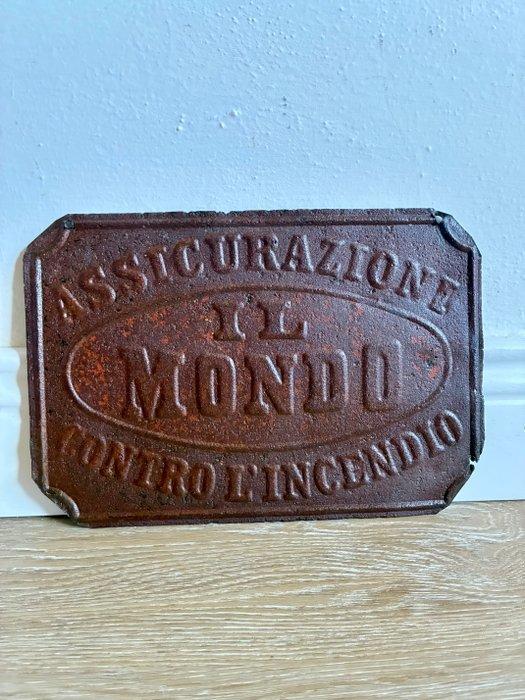 ASSICURAZIONE
IL
MONDO
CONTRO L'INCENDIO